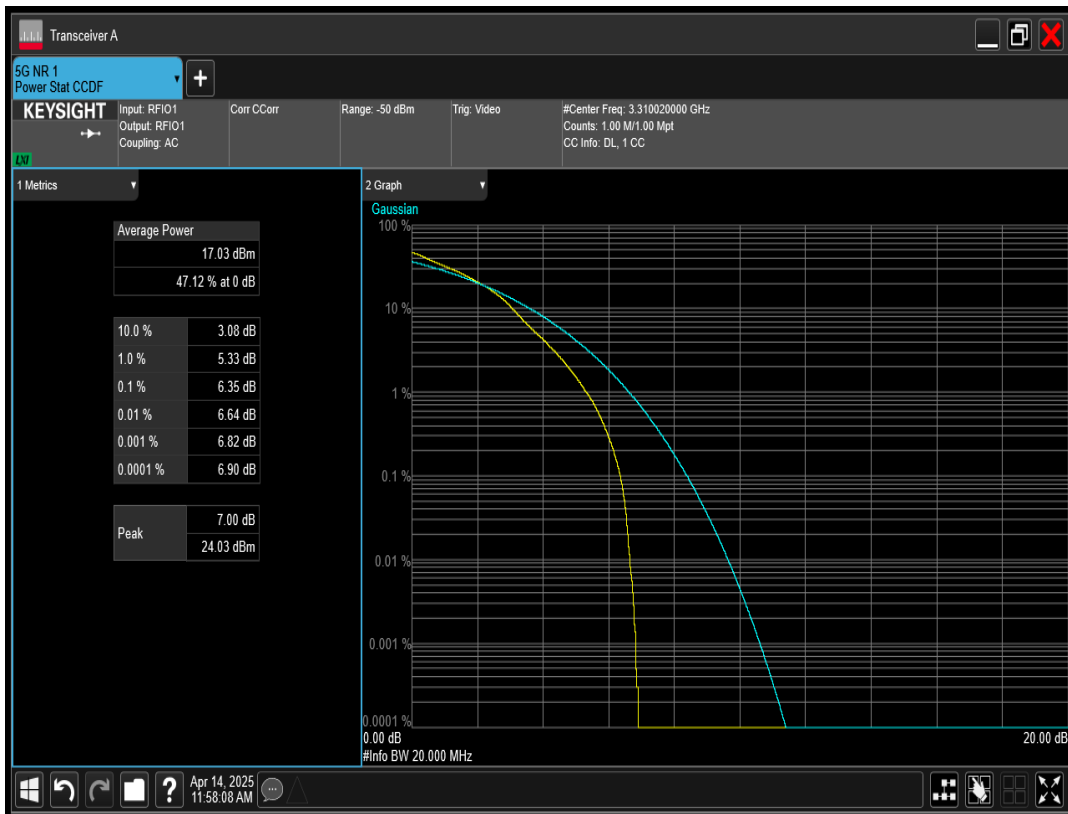 Transceiver A
5G NR 1
Power Stat CCDF
+
KEYSIGHT
LXI
Input: RFIO1
Output: RFIO1
Coupling: AC
Corr CCorr
Range: -50 dBm
Trig: Video
#Center Freq: 3.310020000 GHz
Counts: 1.00 M/1.00 Mpt
CC Info: DL, 1 CC
1 Metrics
Average Power
17.03 dBm
47.12 % at 0 dB
10.0 % 3.08 dB
1.0 % 5.33 dB
0.1 % 6.35 dB
0.01 % 6.64 dB
0.001 % 6.82 dB
0.0001 % 6.90 dB
Peak
7.00 dB
24.03 dBm
2 Graph
Gaussian
100 %
10 %
1 %
0.1 %
0.01 %
0.001 %
0.0001 %
0.00 dB 20.00 dB
#Info BW 20.000 MHz
?
Apr 14, 2025
11:58:08 AM